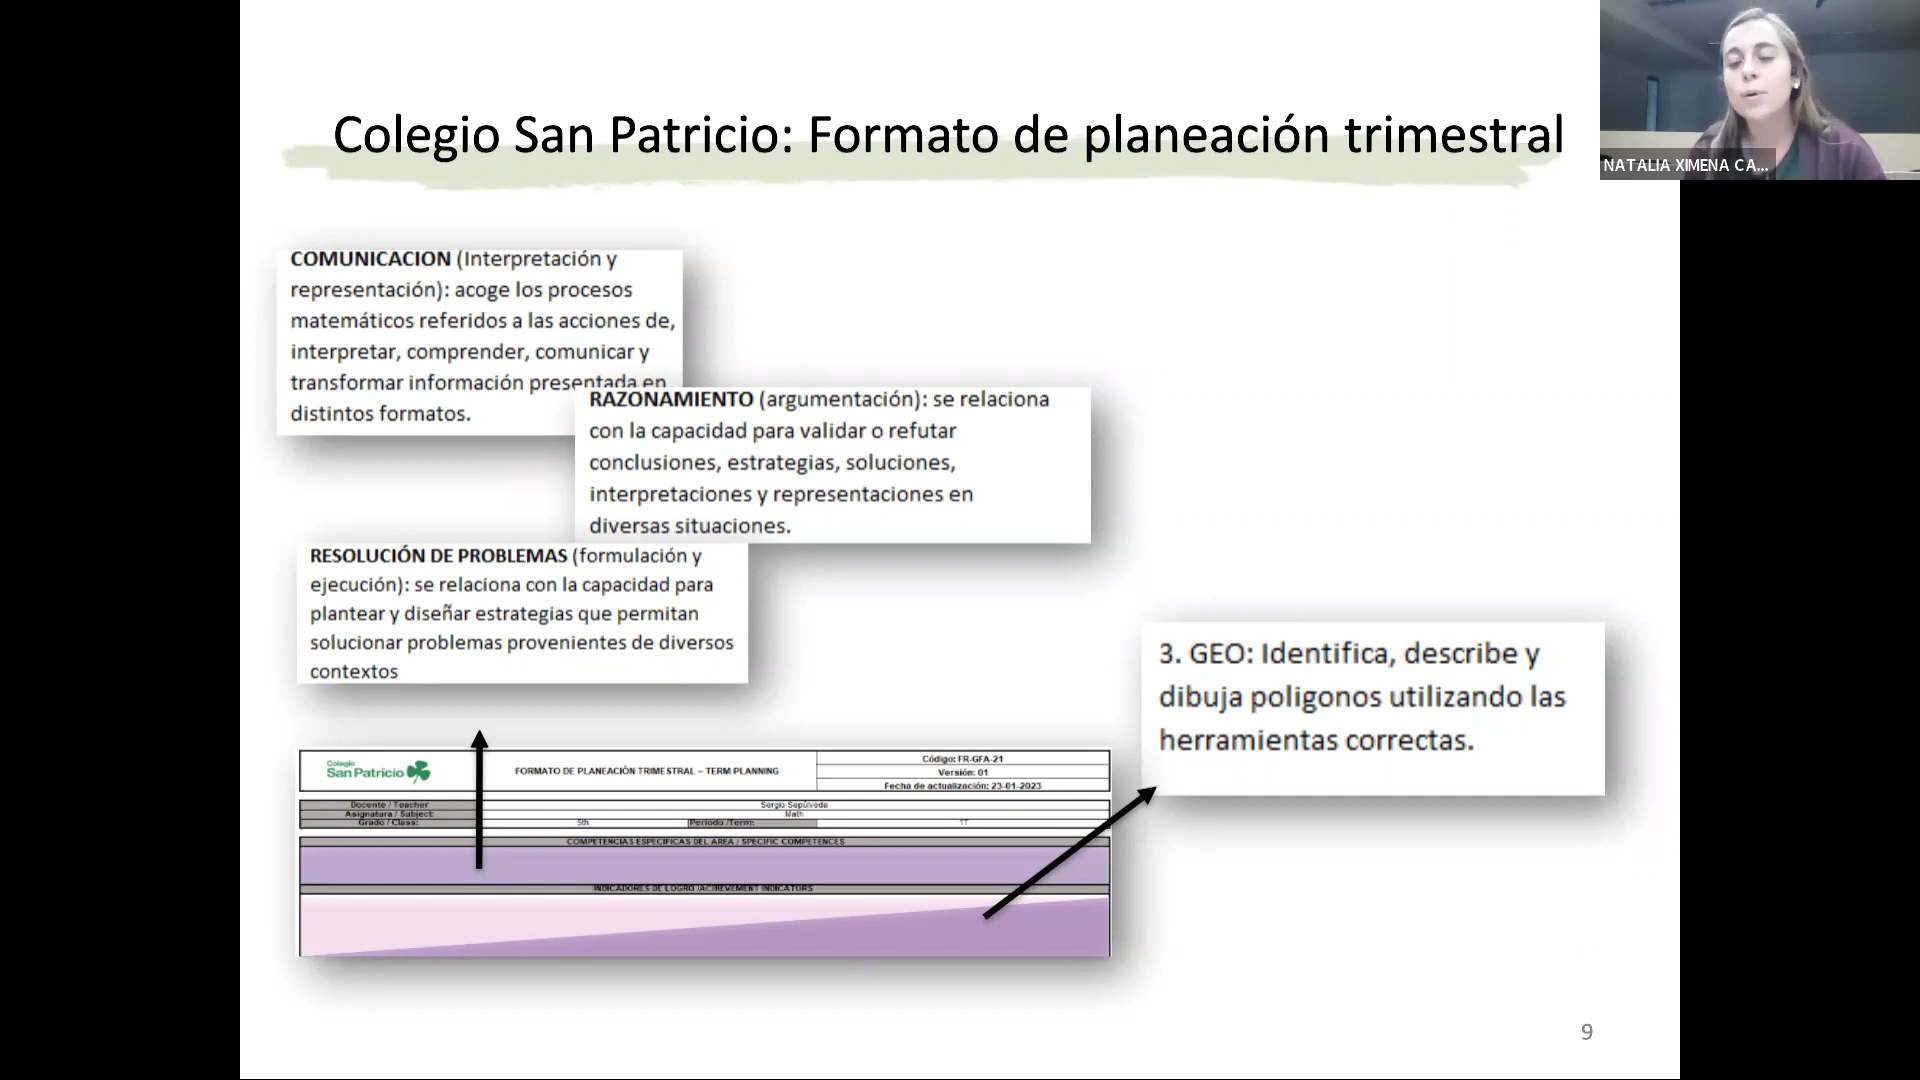 Colegio San Patricio: Formato de planeación trimestral
NATALIA XIMENA CA...
COMUNICACION (Interpretación y
representación): acoge los procesos
matemáticos referidos a las acciones de,
interpretar, comprender, comunicar y
transformar información presentada en
distintos formatos.
RAZONAMIENTO (argumentación): se relaciona
con la capacidad para validar o refutar
conclusiones, estrategias, soluciones,
interpretaciones y representaciones en
diversas situaciones.
RESOLUCIÓN DE PROBLEMAS (formulación y
ejecución): se relaciona con la capacidad para
plantear y diseñar estrategias que permitan
solucionar problemas provenientes de diversos
contextos
3. GEO: Identifica, describe y
dibuja poligonos utilizando las
herramientas correctas.
Colegio
San Patricio
FORMATO DE PLANEACIÓN TRIMESTRAL – TERM PLANNING
Código: FR-GFA-21
Versión: 01
Fecha de actualización: 23-01-2023
Docente / Teacher
Sergio Sepúlveda
Asignatura / Subject:
Math
Grado / Class:
5th
Periodo /Term:
1T
COMPETENCIAS ESPECIFICAS DEL AREA / SPECIFIC COMPETENCES
INDICADORES DE LOGRO /ACHIEVEMENT INDICATORS
9